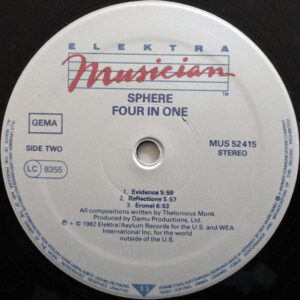 ELEKTRA
Musician
TM
SPHERE
FOUR IN ONE
GEMA
MUS 52415
SIDE TWO
STEREO
LC 8355
1. Evidence 5:59
2. Reflections 5:57
3. Eronel 6:53
All compositions written by Thelonious Monk.
Produced by Damo Productions, Ltd.
℗ + © 1982 Elektra/Asylum Records for the U.S. and WEA
International Inc. for the world
outside of the U.S.